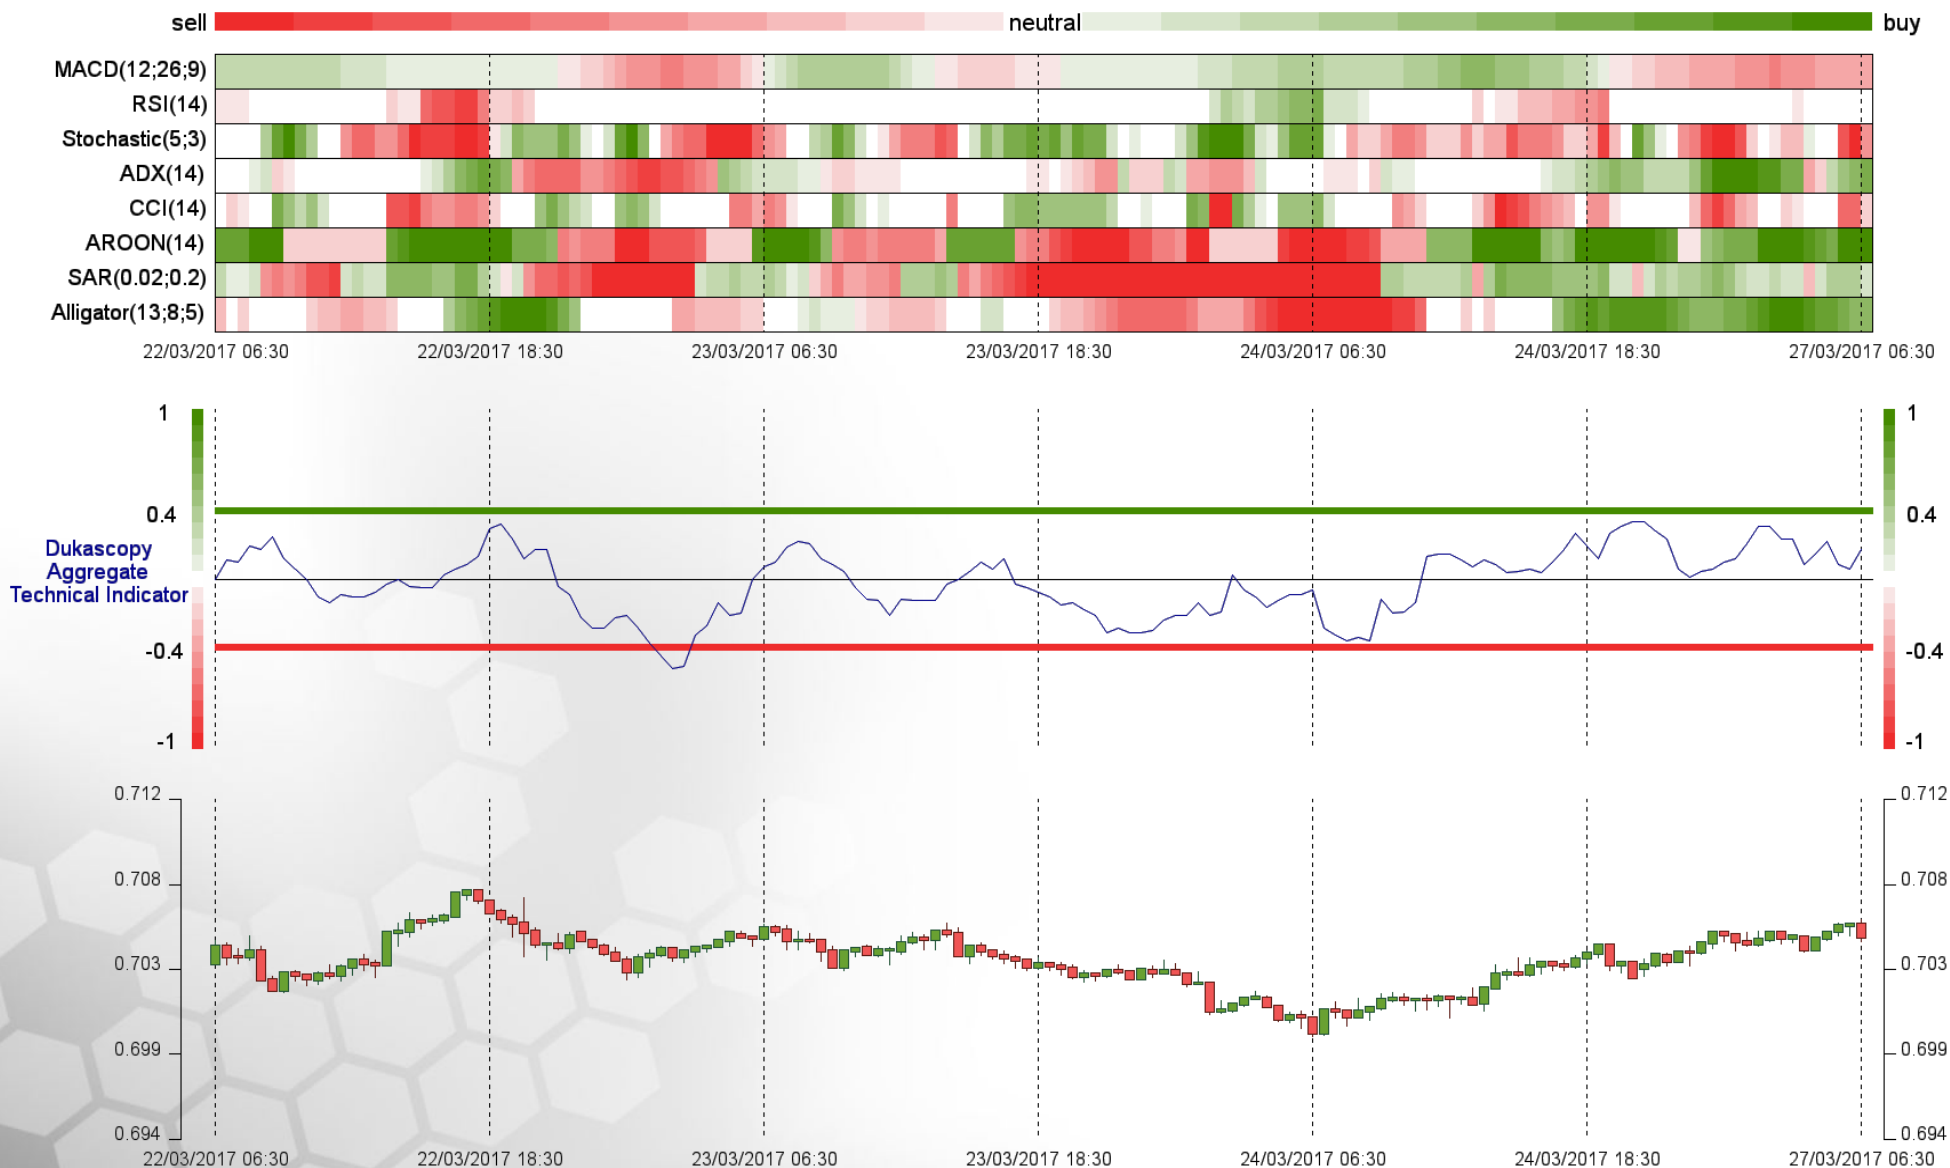 sell neutral buy
MACD(12;26;9)
RSI(14)
Stochastic(5;3)
ADX(14)
CCI(14)
AROON(14)
SAR(0.02;0.2)
Alligator(13;8;5)
22/03/2017 06:30 22/03/2017 18:30 23/03/2017 06:30 23/03/2017 18:30 24/03/2017 06:30 24/03/2017 18:30 27/03/2017 06:30
1 1
0.4 0.4
Dukascopy
Aggregate
Technical Indicator
-0.4 -0.4
-1 -1
0.712 0.712
0.708 0.708
0.703 0.703
0.699 0.699
0.694 0.694
22/03/2017 06:30 22/03/2017 18:30 23/03/2017 06:30 23/03/2017 18:30 24/03/2017 06:30 24/03/2017 18:30 27/03/2017 06:30